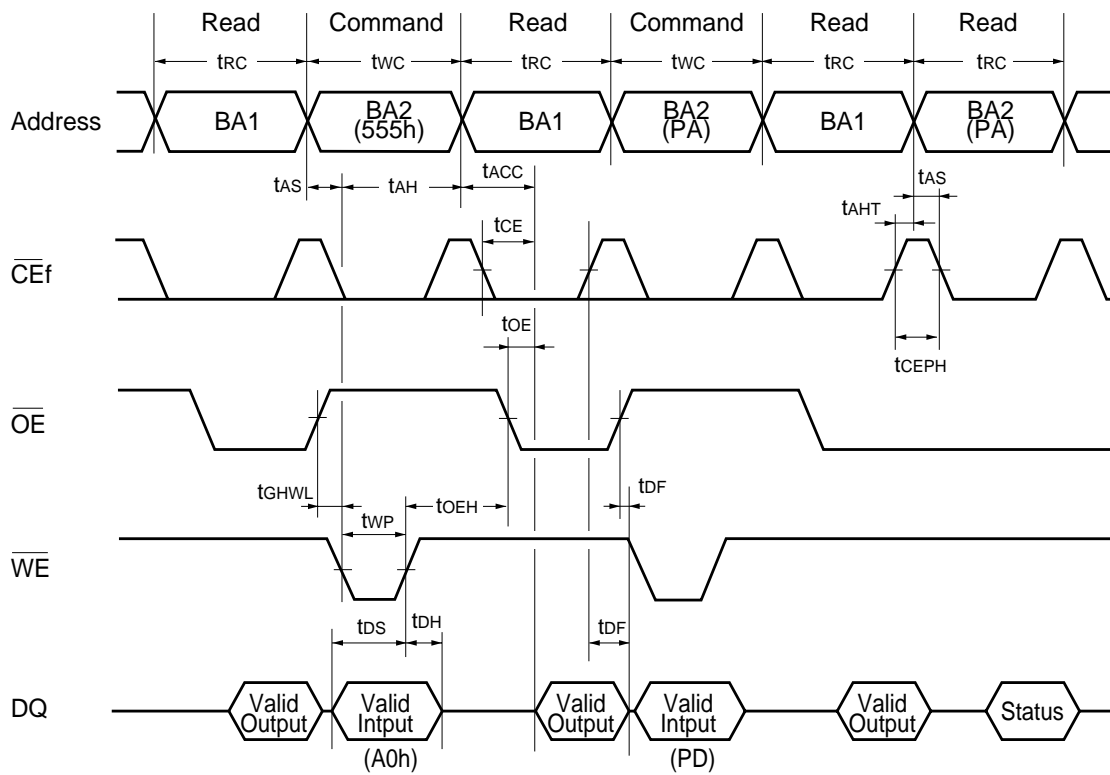 Read Command Read Command Read Read
tRC tWC tRC tWC tRC tRC
Address BA1 BA2 (555h) BA1 BA2 (PA) BA1 BA2 (PA)
tAS tAH tACC tAS
tAHT
tCE
CEf
tOE
tCEPH
OE
tGHWL tWP tOEH tDF
WE
tDS tDH tDF
DQ Valid Output Valid Intput Valid Output Valid Intput Valid Output Status
(A0h) (PD)